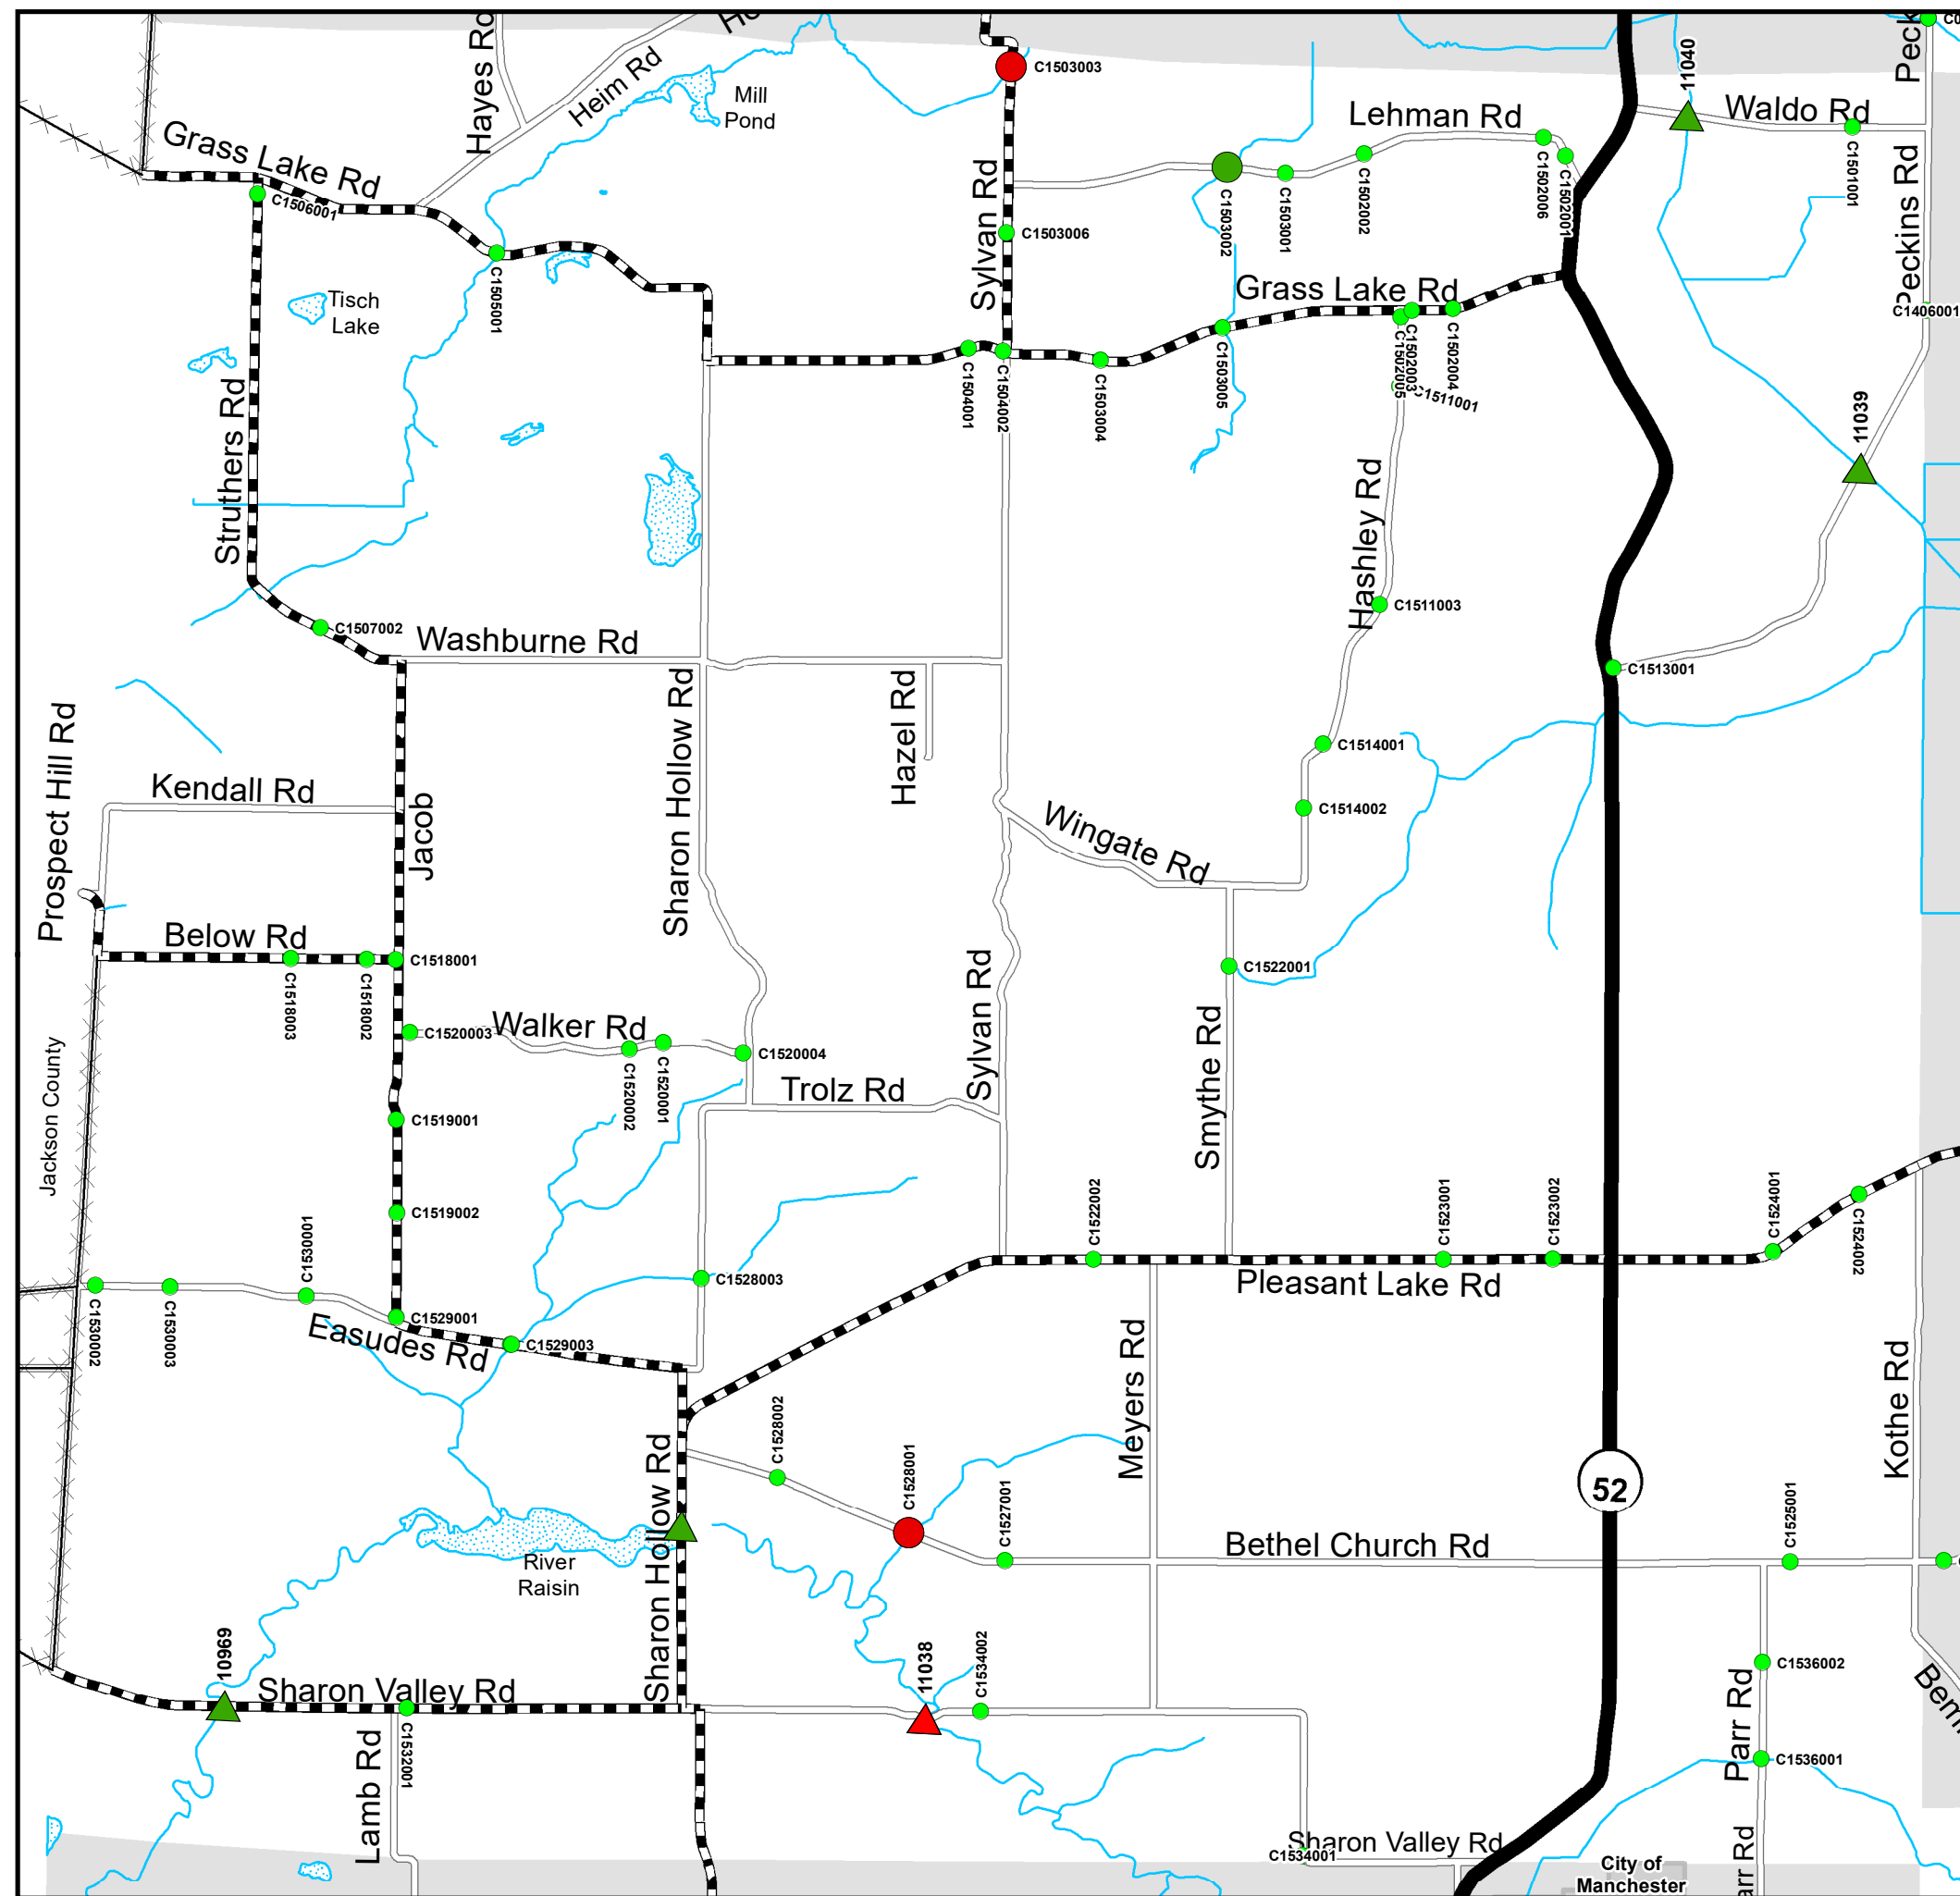 Hayes Rd
Heim Rd
Mill
Pond
C1503003
11040
Peck
Waldo Rd
Lehman Rd
Grass Lake Rd
C1506001
C1505001
Sylvan Rd
C1503006
C1503002
C1503001
C1502002
C1502006
C1502001
C1501001
Peckins Rd
C1406001
Grass Lake Rd
Tisch
Lake
C1504001
C1504002
C1503004
C1503005
C1502005
C1502003
C1502004
C1511001
11039
Struthers Rd
Hashley Rd
C1511003
C1507002
Washburne Rd
C1513001
Sharon Hollow Rd
Hazel Rd
C1514001
Prospect Hill Rd
Kendall Rd
Jacob
C1514002
Wingate Rd
Below Rd
C1518003
C1518002
C1518001
C1522001
Walker Rd
C1520003
C1520002
C1520001
C1520004
Sylvan Rd
Smythe Rd
Jackson County
Trolz Rd
C1519001
C1519002
C1522002
C1523001
C1523002
C1524001
C1524002
C1530001
C1530002
C1530003
C1528003
Pleasant Lake Rd
C1529001
Easudes Rd
C1529003
Meyers Rd
Kothe Rd
C1528002
C1528001
C1527001
52
C1525001
Bethel Church Rd
Sharon Hollow Rd
River
Raisin
10969
11038
C1534002
Sharon Valley Rd
C1532001
Lamb Rd
C1536002
Parr Rd
C1536001
Sharon Valley Rd
C1534001
City of
Manchester
arr Rd